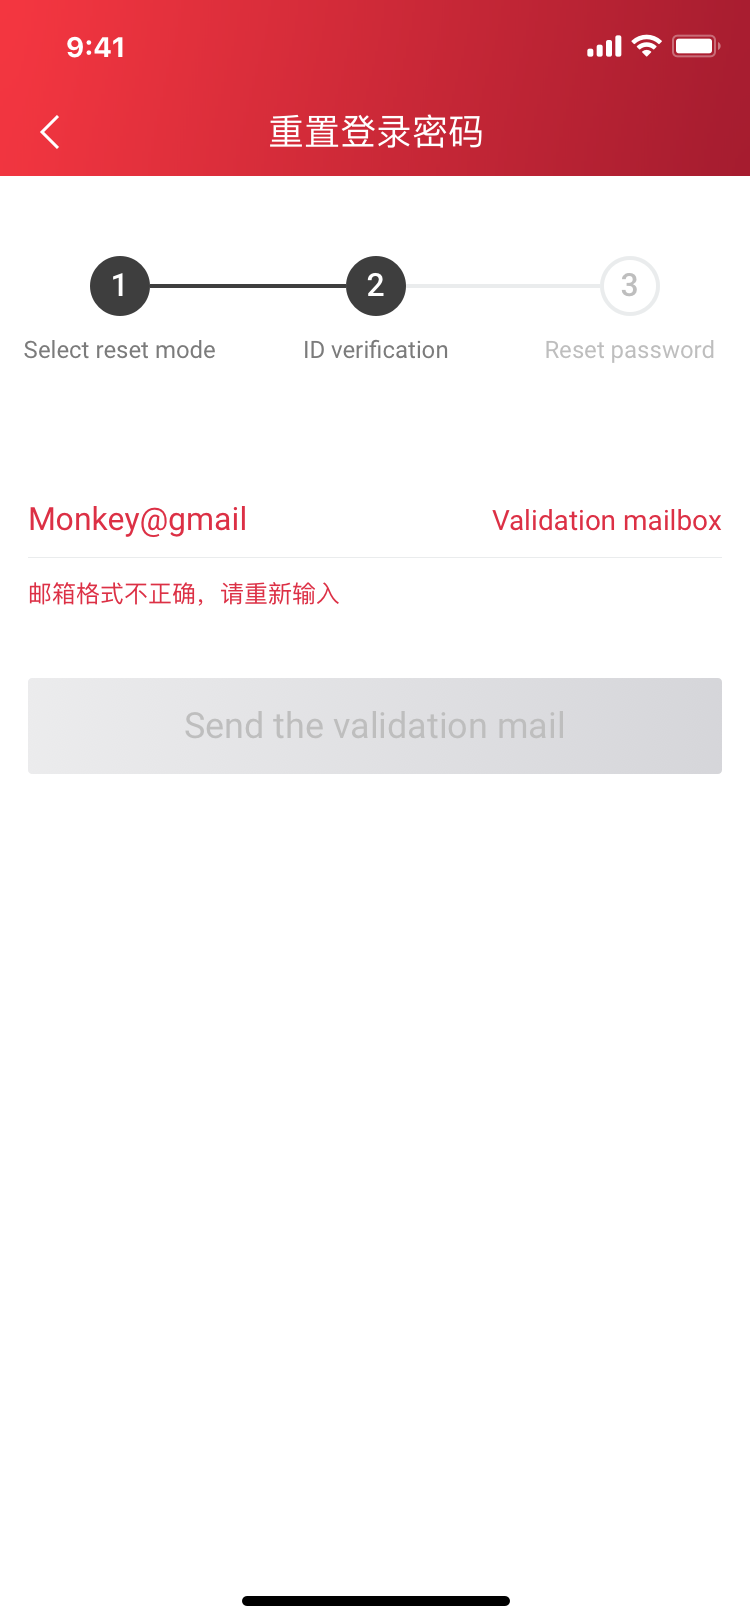 9:41
重置登录密码
1
2
3
Select reset mode
ID verification
Reset password
Monkey@gmail
Validation mailbox
邮箱格式不正确，请重新输入
Send the validation mail